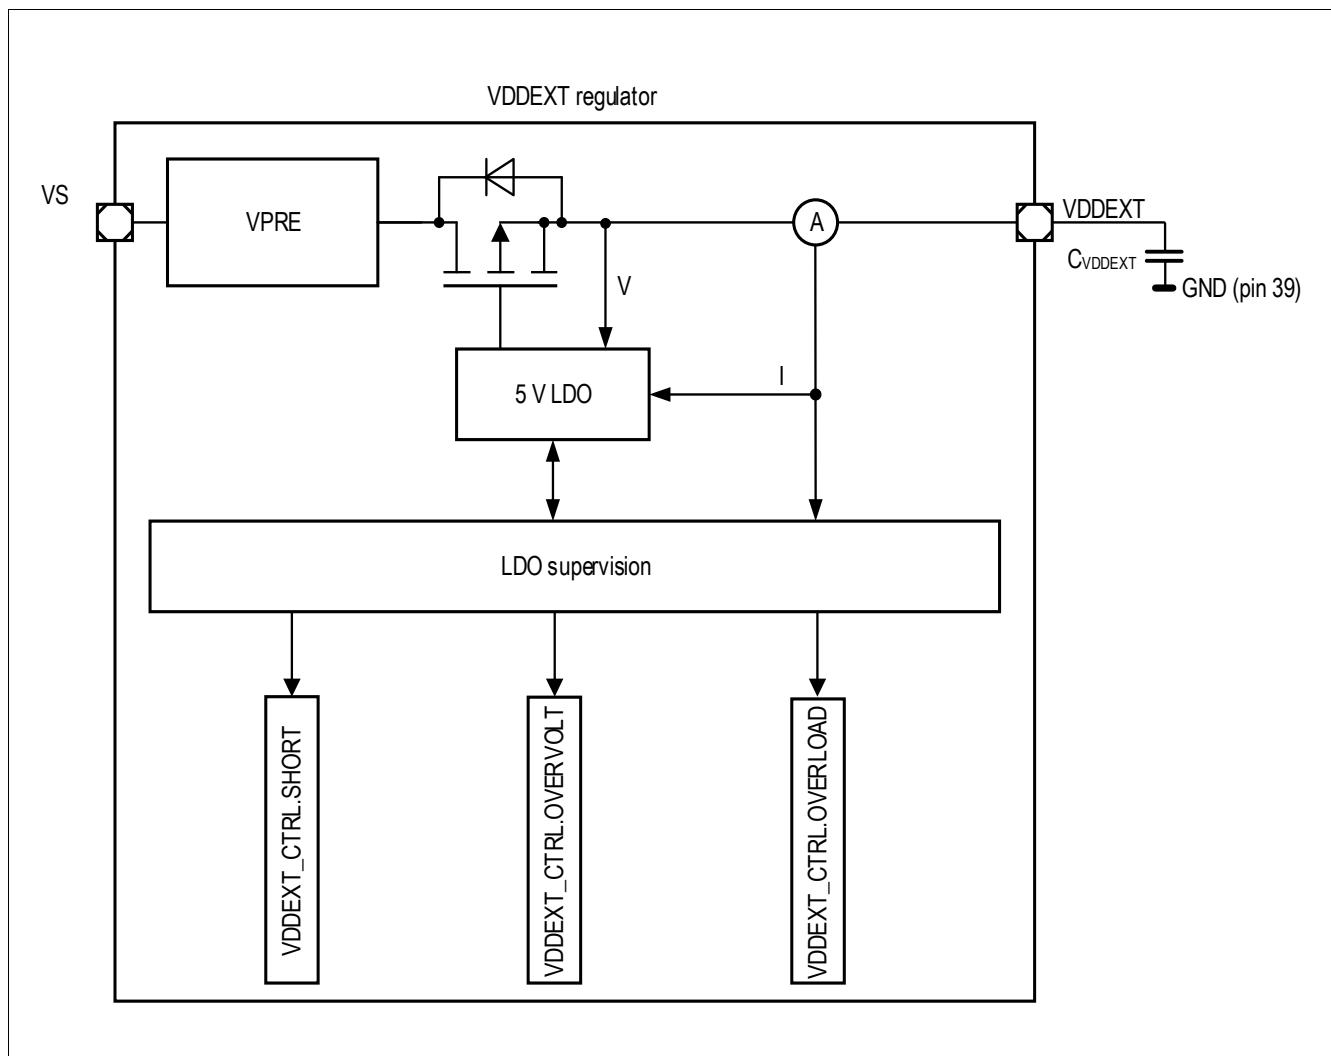 VDDEXT regulator
VS
VPRE
VDDEXT
A
CVDDEXT
GND (pin 39)
V
I
5 V LDO
LDO supervision
VDDEXT_CTRL.SHORT
VDDEXT_CTRL.OVERVOLT
VDDEXT_CTRL.OVERLOAD